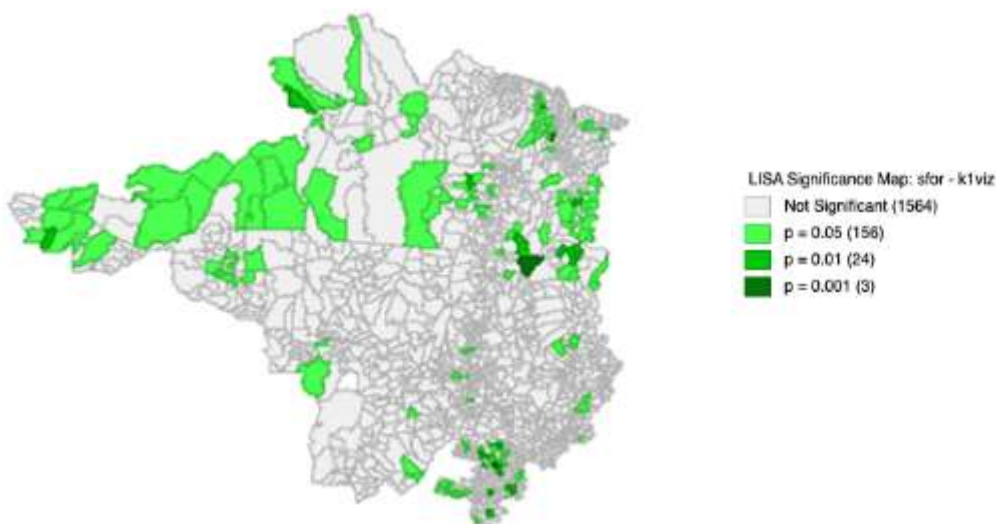 LISA Significance Map: sfor - k1viz
Not Significant (1564)
p = 0.05 (156)
p = 0.01 (24)
p = 0.001 (3)